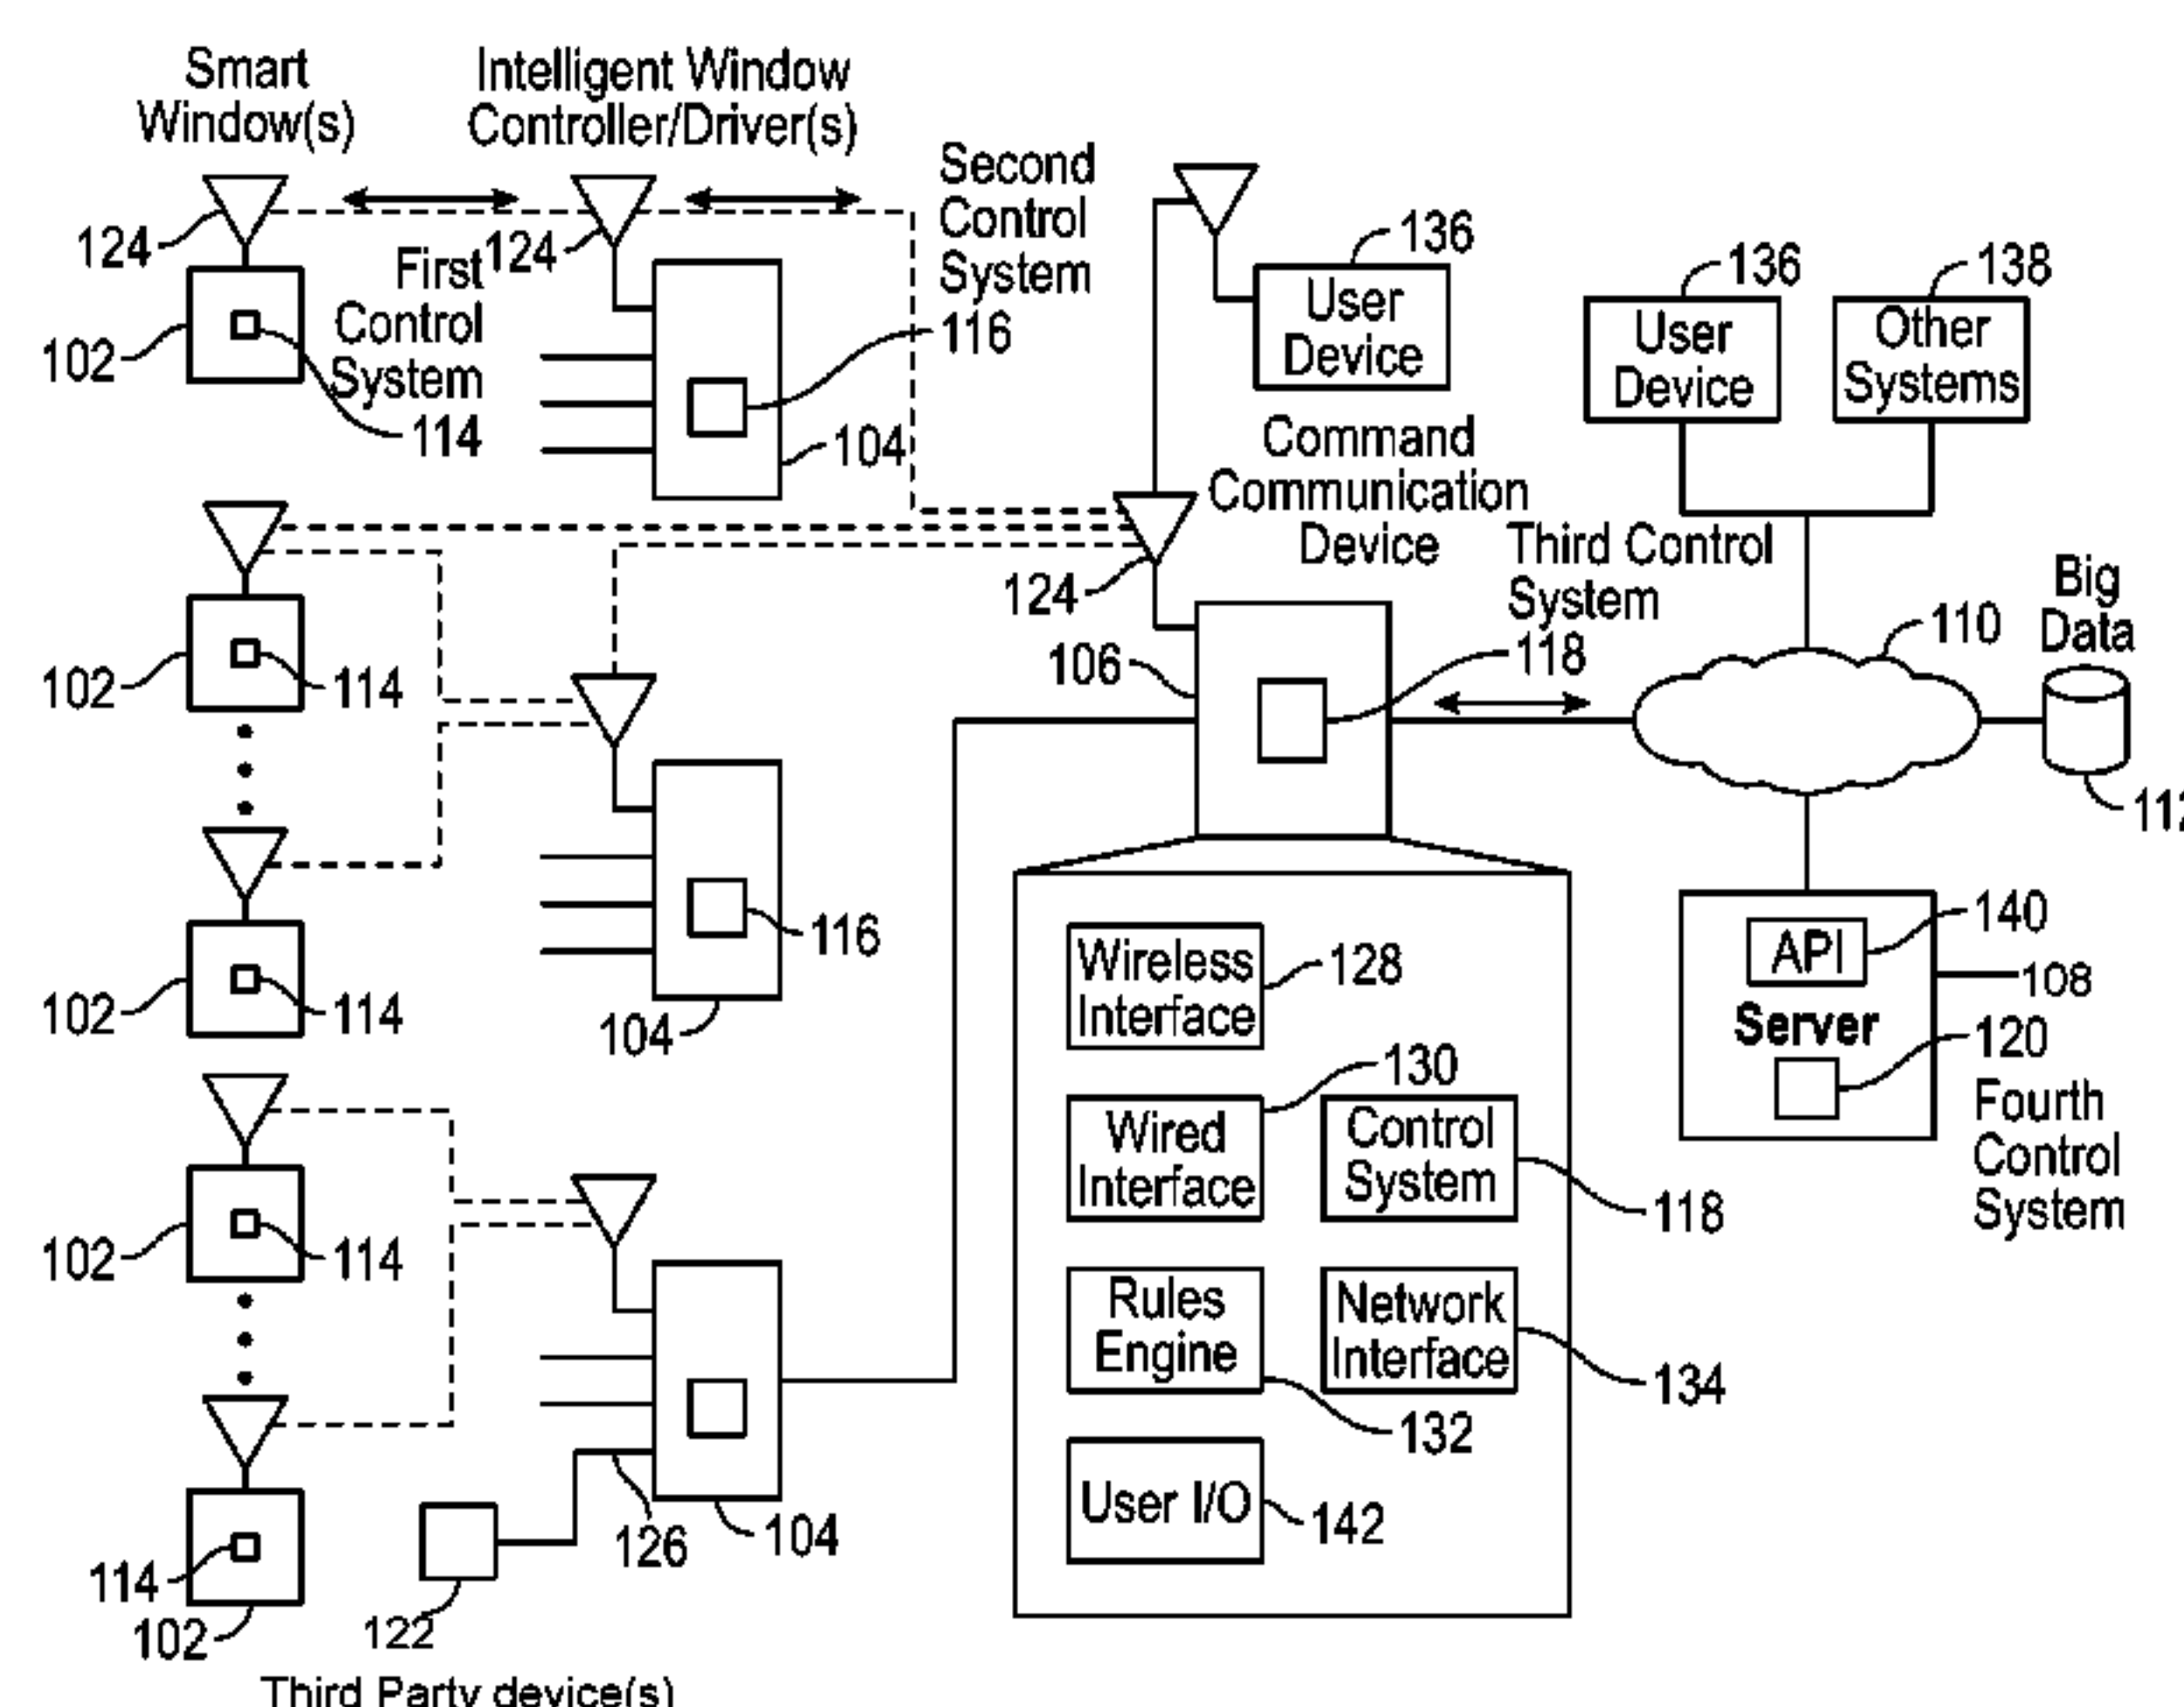 Smart
Window(s)
Intelligent Window
Controller/Driver(s)
Second
Control
System
124
124
First
Control
System
102
114
116
104
136
User
Device
136
User
Device
138
Other
Systems
Command
Communication
Device
124
Third Control
System
106
118
110
Big
Data
112
102
114
102
114
116
104
Wireless
Interface
128
130
Wired
Interface
Control
System
118
Rules
Engine
132
Network
Interface
134
User I/O
142
API
140
108
Server
120
Fourth
Control
System
102
114
114
102
122
126
104
Third Party device(s)